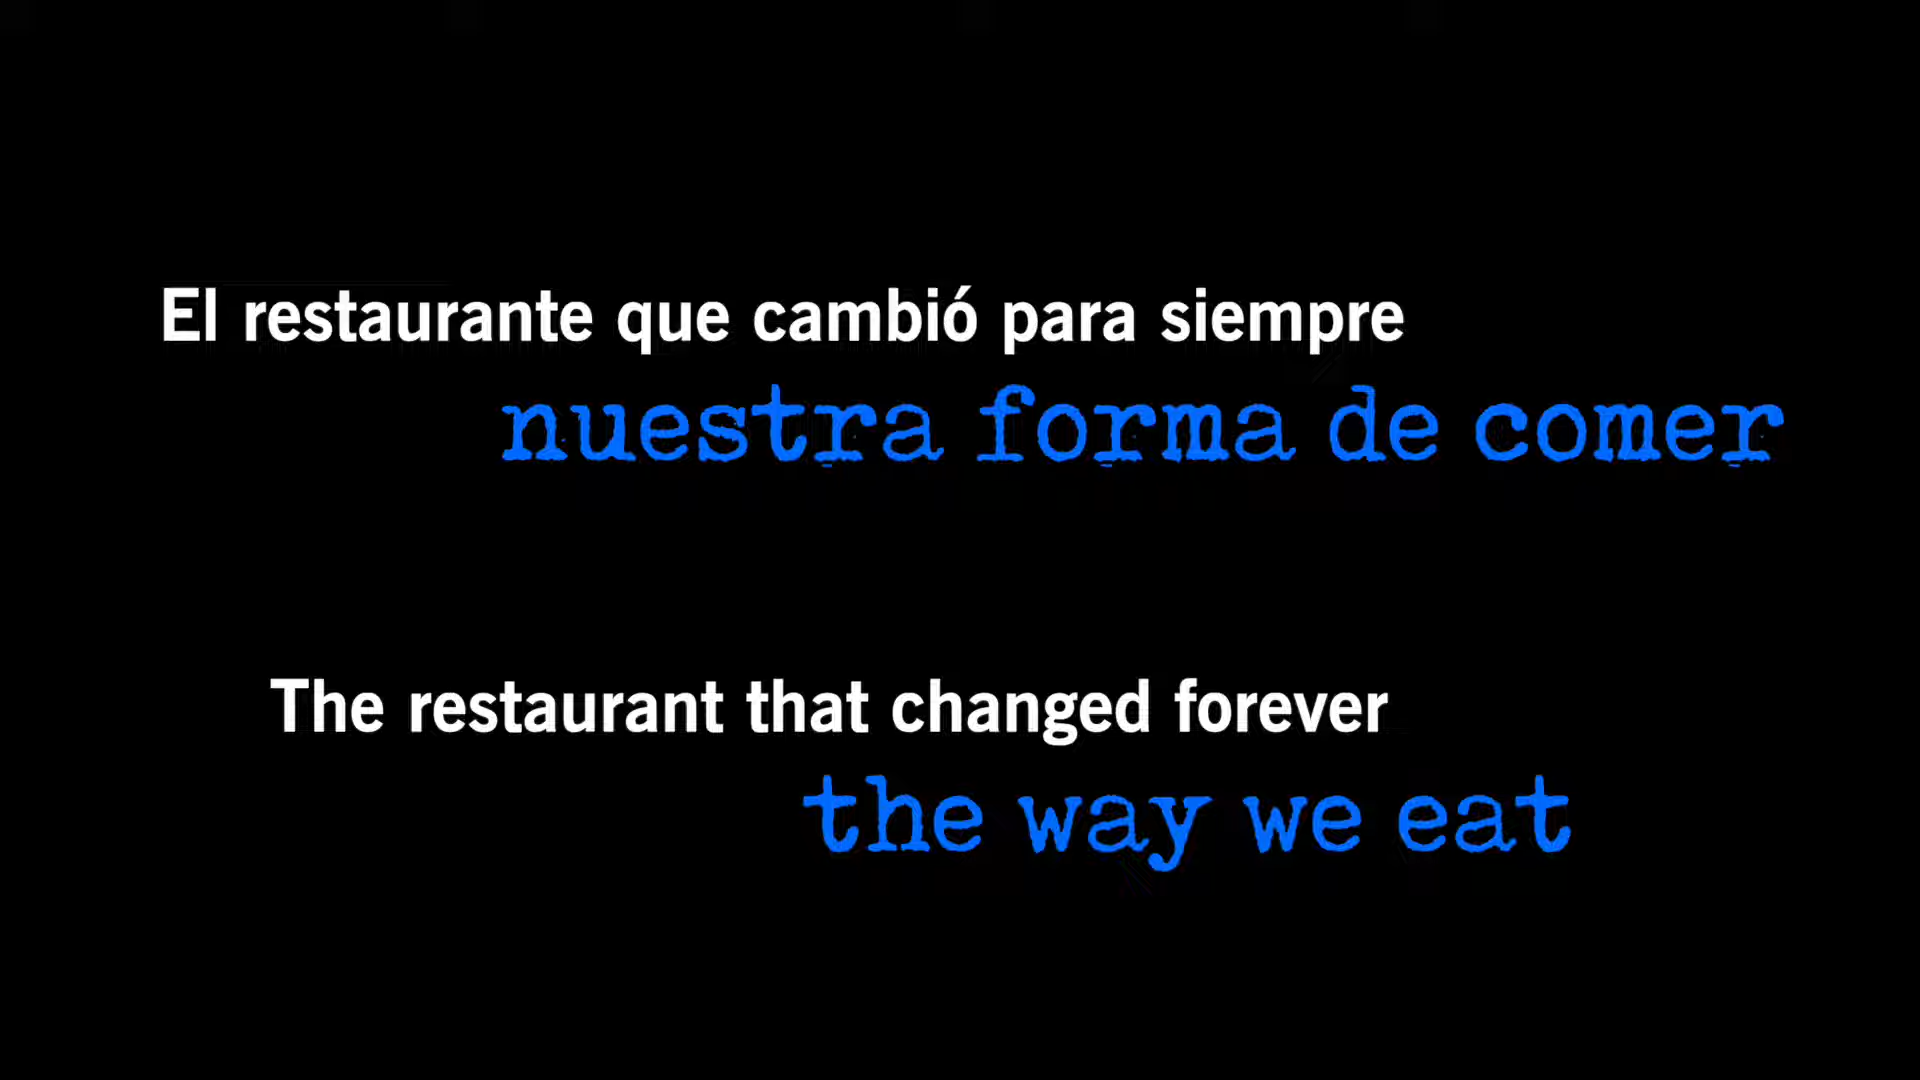 El restaurante que cambió para siempre
nuestra forma de comer
The restaurant that changed forever
the way we eat